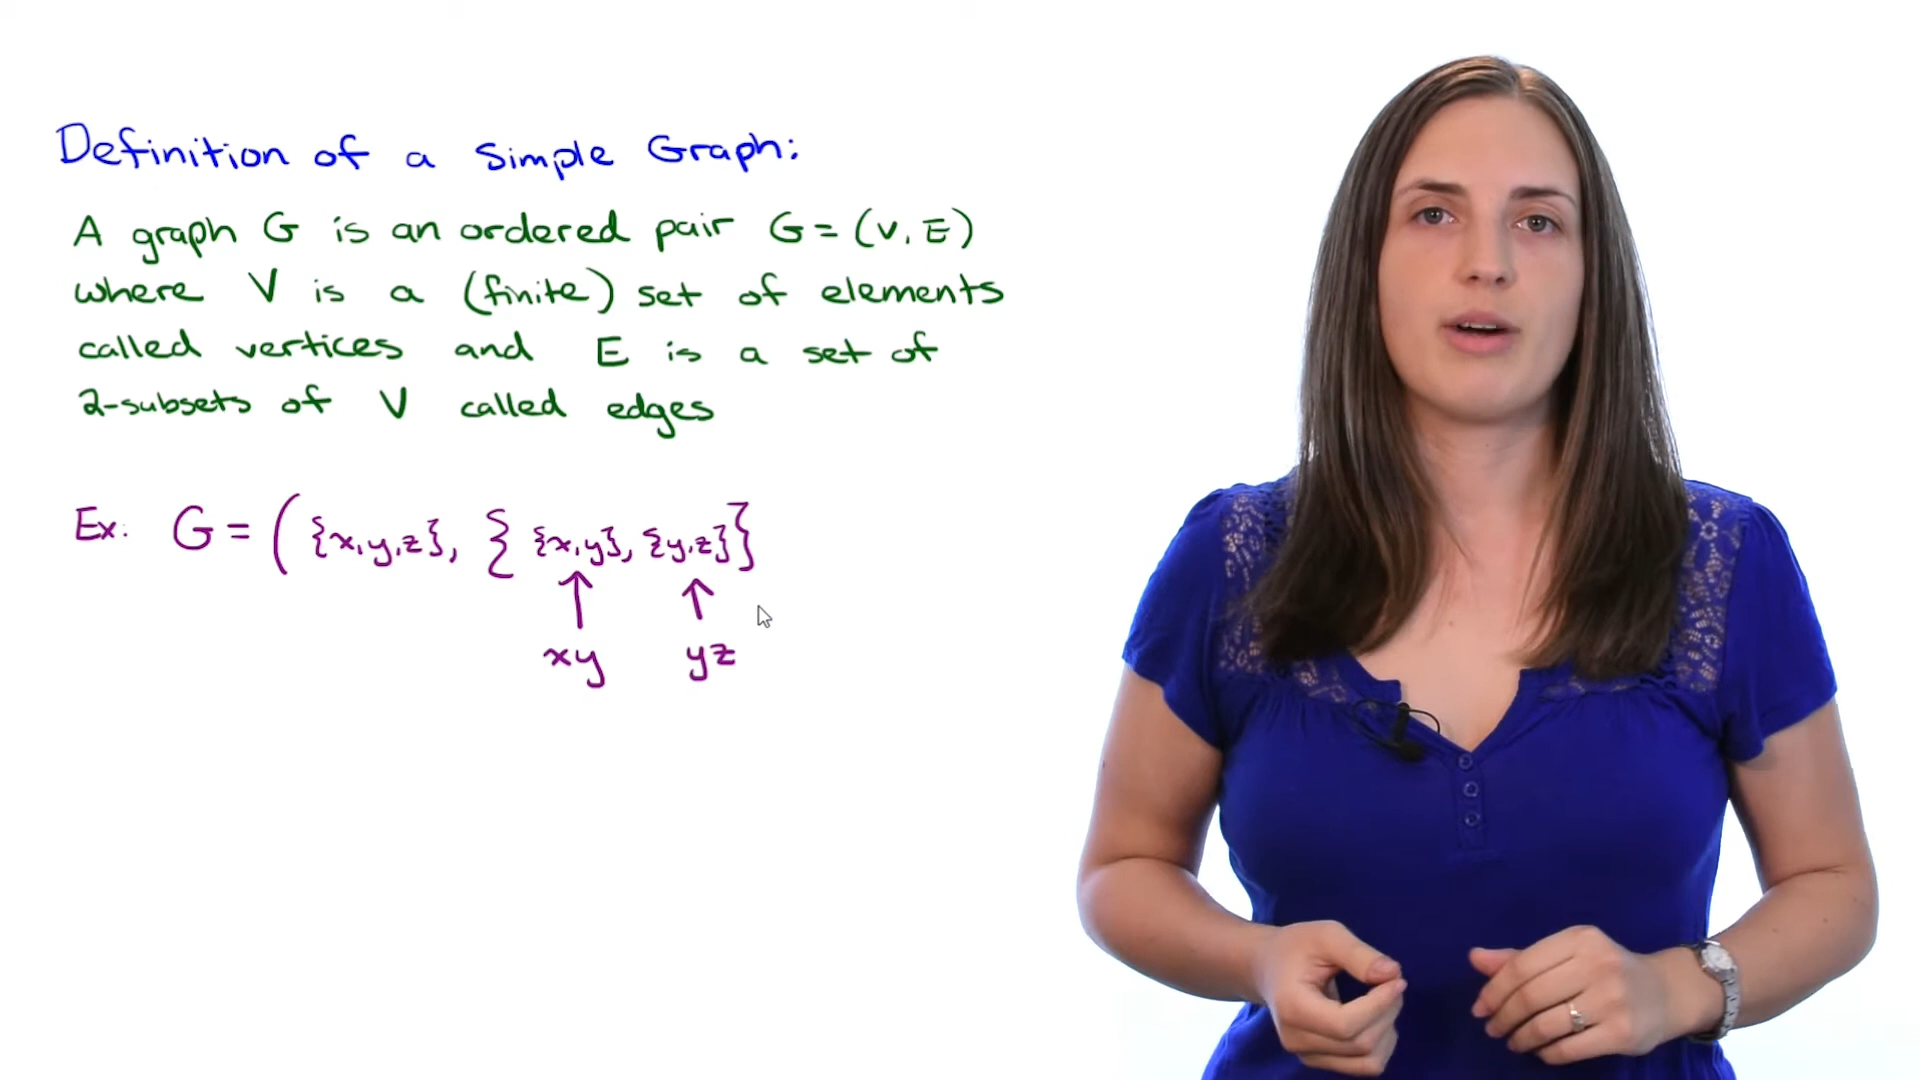 Definition of a Simple Graph:
A graph G is an ordered pair G = (V, E)
where V is a (finite) set of elements
called vertices and E is a set of
2-subsets of V called edges
Ex: G = ( {x,y,z}, { {x,y}, {y,z} }
xy yz